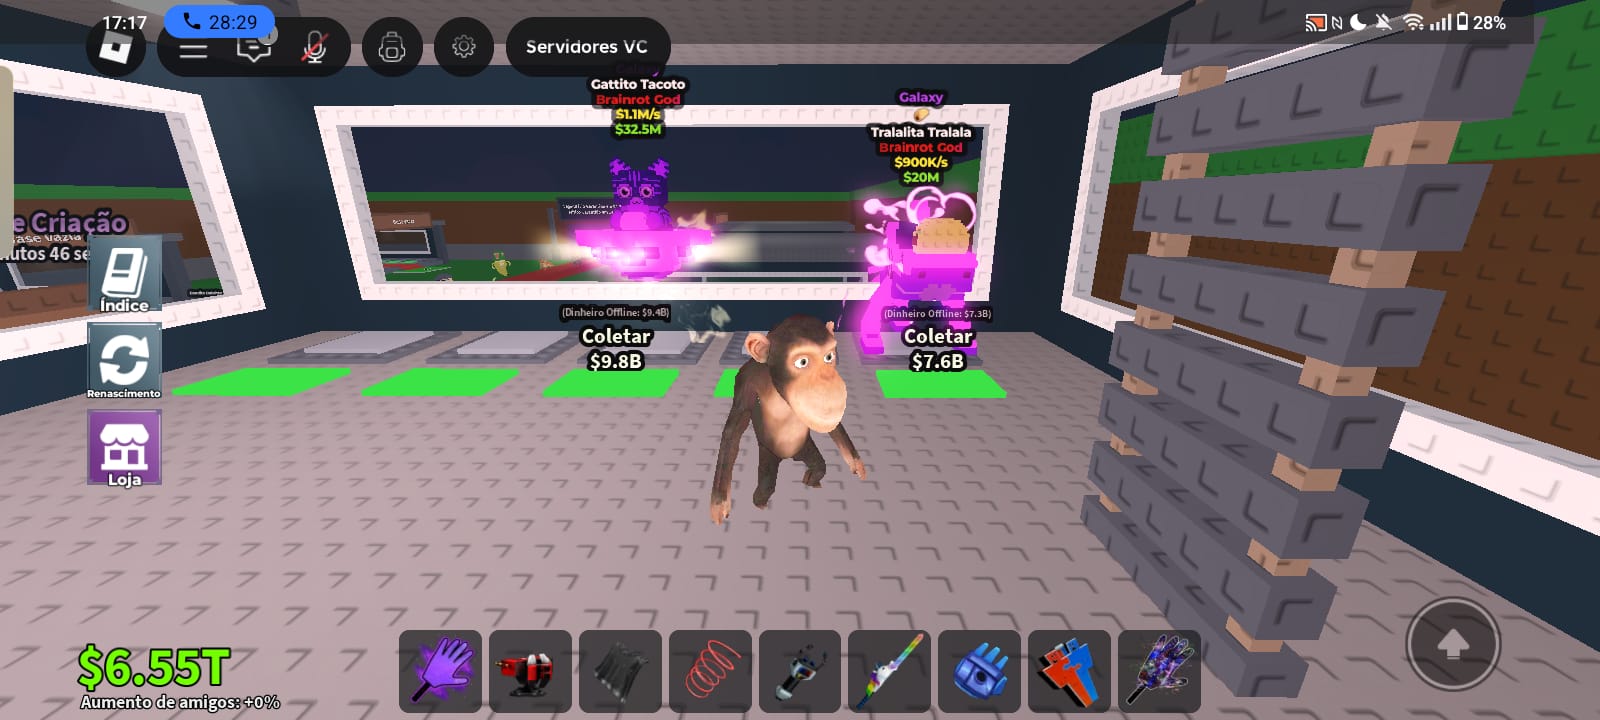 17:17
28:29
28%
Servidores VC
Gattito Tacoto
Brainrot God
$1.1M/s
$32.5M
Galaxy
Tralalita Tralala
Brainrot God
$900K/s
$20M
e Criação
utos 46 se
Índice
Renascimento
Loja
(Dinheiro Offline: $9.4B)
Coletar
$9.8B
(Dinheiro Offline: $7.3B)
Coletar
$7.6B
$6.55T
Aumento de amigos: +0%